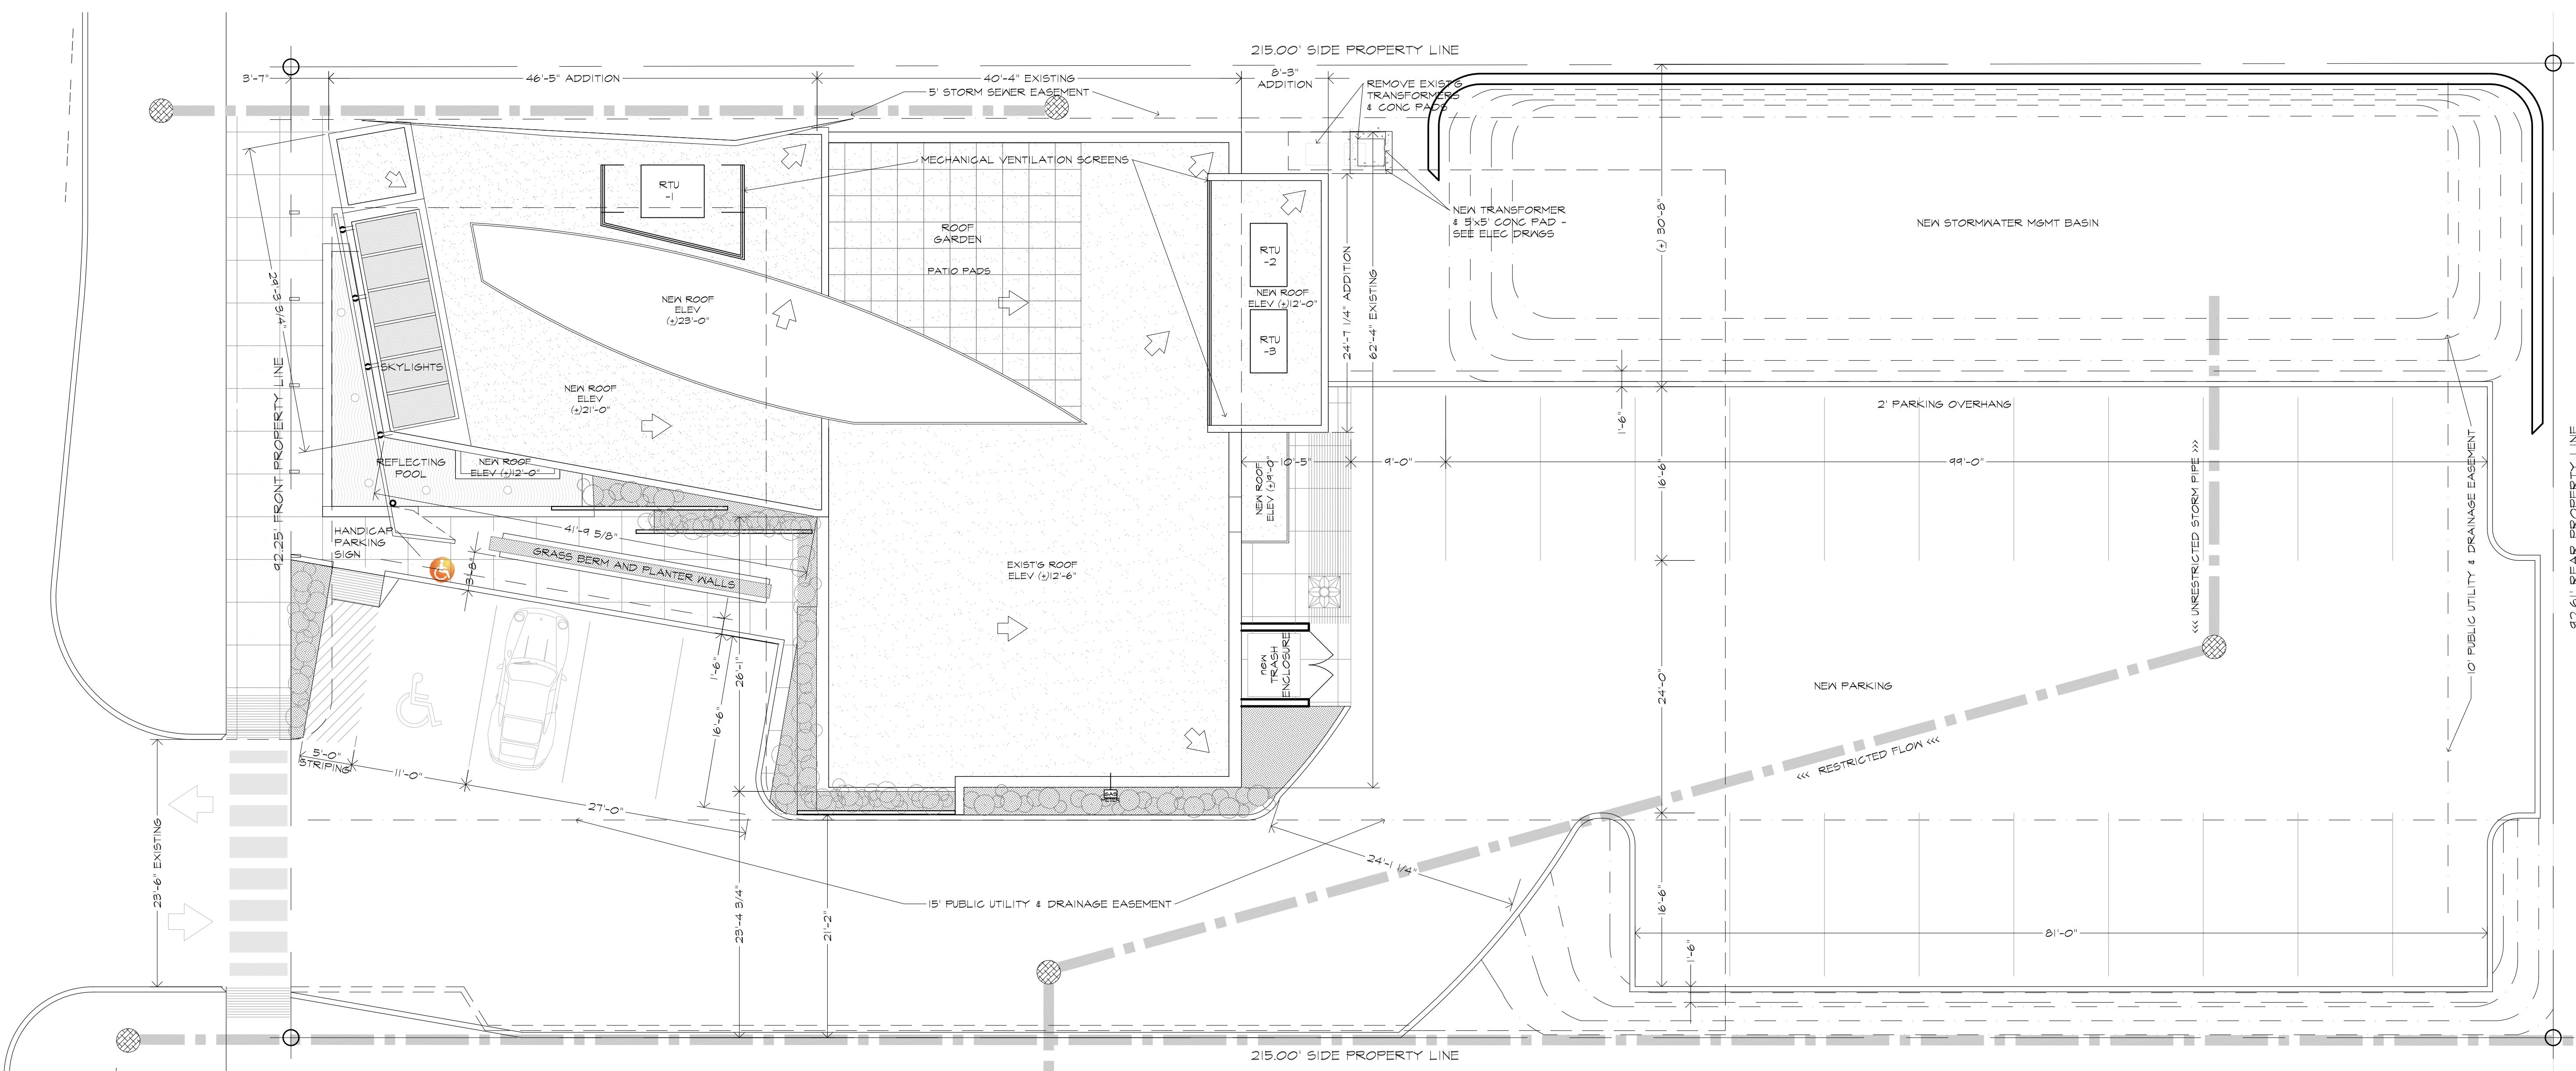 215.00' SIDE PROPERTY LINE
3'-7"
46'-5" ADDITION
40'-4" EXISTING
8'-3"
ADDITION
5' STORM SEWER EASEMENT
REMOVE EXIST'G
TRANSFORMERS
& CONC PADS
MECHANICAL VENTILATION SCREENS
RTU
-1
ROOF
GARDEN
PATIO PADS
NEW TRANSFORMER
& 5'x5' CONC PAD -
SEE ELEC DRWGS
(±) 30'-8"
NEW STORMWATER MGMT BASIN
RTU
-2
NEW ROOF
ELEV (±)12'-0"
RTU
-3
24'-7 1/4" ADDITION
62'-4" EXISTING
NEW ROOF
ELEV
(±)23'-0"
29'-3 3/4"
92.25' FRONT PROPERTY LINE
SKYLIGHTS
NEW ROOF
ELEV
(±)21'-0"
1'-6"
2' PARKING OVERHANG
REFLECTING
POOL
NEW ROOF
ELEV (±)12'-0"
NEW ROOF
ELEV (±)9'-0"
10'-5"
9'-0"
16'-6"
99'-0"
<<< UNRESTRICTED STORM PIPE >>>
10' PUBLIC UTILITY & DRAINAGE EASEMENT
92.61' REAR PROPERTY LINE
HANDICAP
PARKING
SIGN
41'-9 5/8"
3'-8"
GRASS BERM AND PLANTER WALLS
EXIST'G ROOF
ELEV (±)12'-6"
1'-6"
26'-1"
16'-6"
NEW
TRASH
ENCLOSURE
24'-0"
NEW PARKING
<<< RESTRICTED FLOW <<<
5'-0"
STRIPING
11'-0"
27'-0"
GAS
METER
23'-6" EXISTING
24'-1 1/4"
15' PUBLIC UTILITY & DRAINAGE EASEMENT
23'-4 3/4"
21'-2"
16'-6"
81'-0"
1'-6"
215.00' SIDE PROPERTY LINE